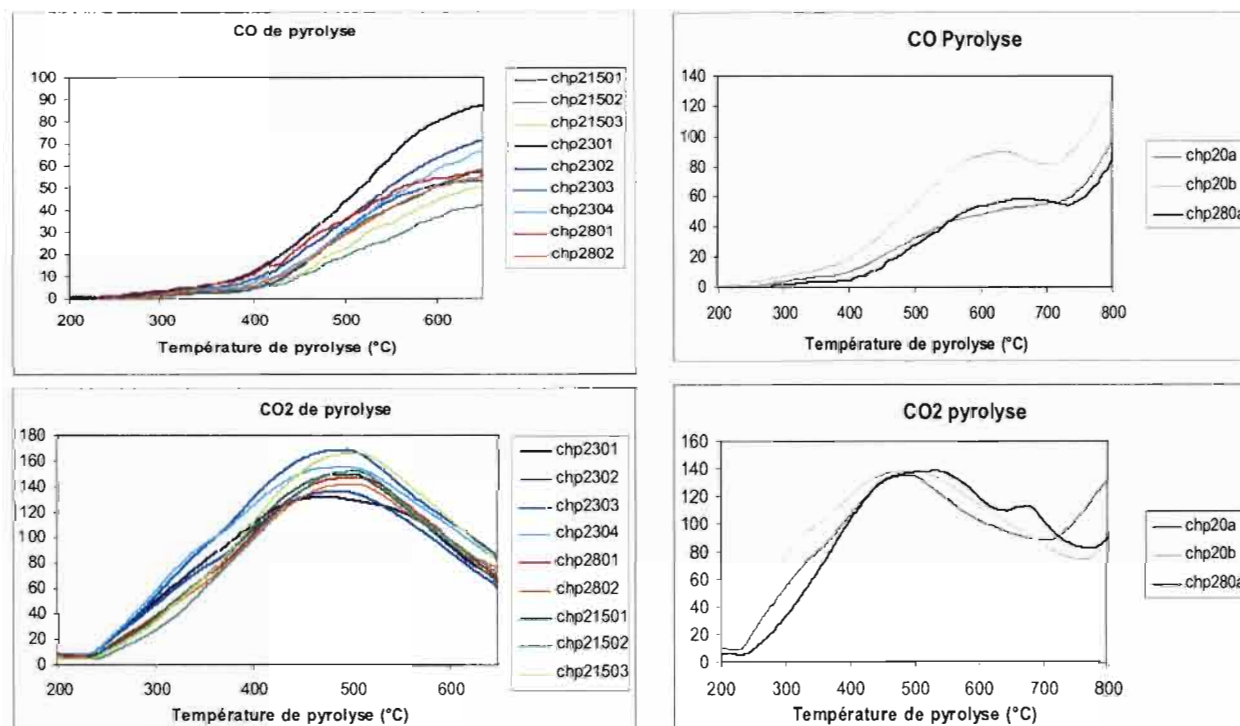 CO de pyrolyse
100
90
80
70
60
50
40
30
20
10
0
200 300 400 500 600
Température de pyrolyse (°C)
chp21501
chp21502
chp21503
chp2301
chp2302
chp2303
chp2304
chp2801
chp2802
CO Pyrolyse
140
120
100
80
60
40
20
0
200 300 400 500 600 700 800
Température de pyrolyse (°C)
chp20a
chp20b
chp280a
CO2 de pyrolyse
180
160
140
120
100
80
60
40
20
0
200 300 400 500 600
Température de pyrolyse (°C)
chp2301
chp2302
chp2303
chp2304
chp2801
chp2802
chp21501
chp21502
chp21503
CO2 pyrolyse
160
140
120
100
80
60
40
20
0
200 300 400 500 600 700 800
Température de pyrolyse (°C)
chp20a
chp20b
chp280a